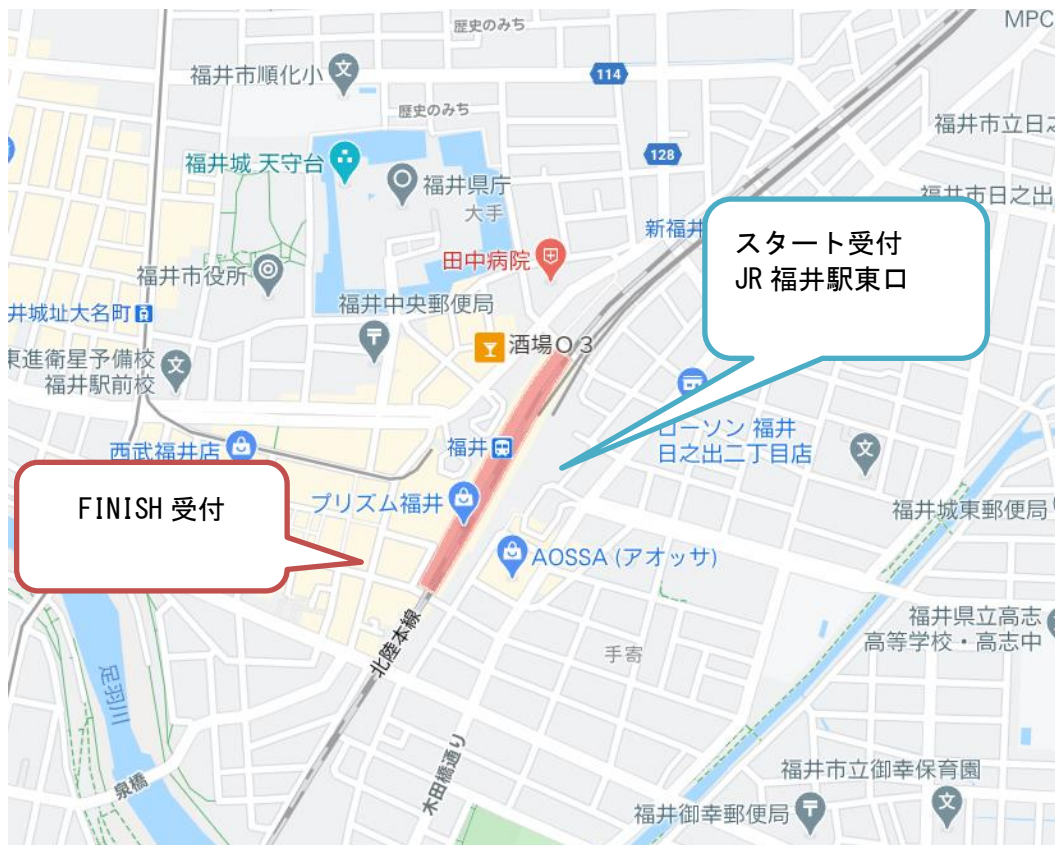 歴史のみち
MPC
福井市順化小
114
歴史のみち
福井市立日之
128
福井城 天守台
福井県庁
大手
福井市日之出
新福井
スタート受付
JR 福井駅東口
田中病院
福井市役所
福井中央郵便局
井城址大名町
酒場O3
東進衛星予備校
福井駅前校
西武福井店
福井
ローソン 福井
日之出二丁目店
FINISH 受付
プリズム福井
福井城東郵便局
AOSSA (アオッサ)
北陸本線
福井県立高志
高等学校・高志中
手寄
足羽川
木田橋通り
泉橋
福井市立御幸保育園
福井御幸郵便局